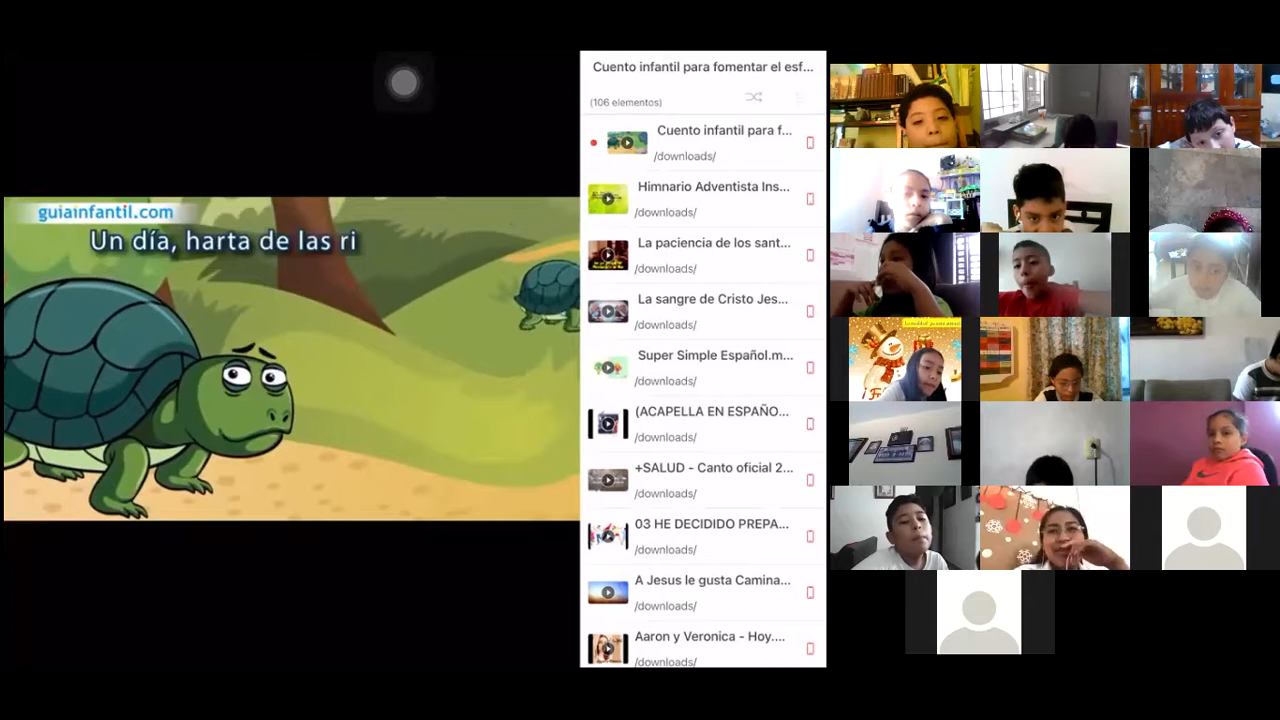 guiainfantil.com
Un día, harta de las ri
Cuento infantil para fomentar el esf...
(106 elementos)
Cuento infantil para f...
/downloads/
Himnario Adventista Ins...
/downloads/
La paciencia de los sant...
/downloads/
La sangre de Cristo Jes...
/downloads/
Super Simple Español.m...
/downloads/
(ACAPELLA EN ESPAÑO...
/downloads/
+SALUD - Canto oficial 2...
/downloads/
03 HE DECIDIDO PREPA...
/downloads/
A Jesus le gusta Camina...
/downloads/
Aaron y Veronica - Hoy....
/downloads/